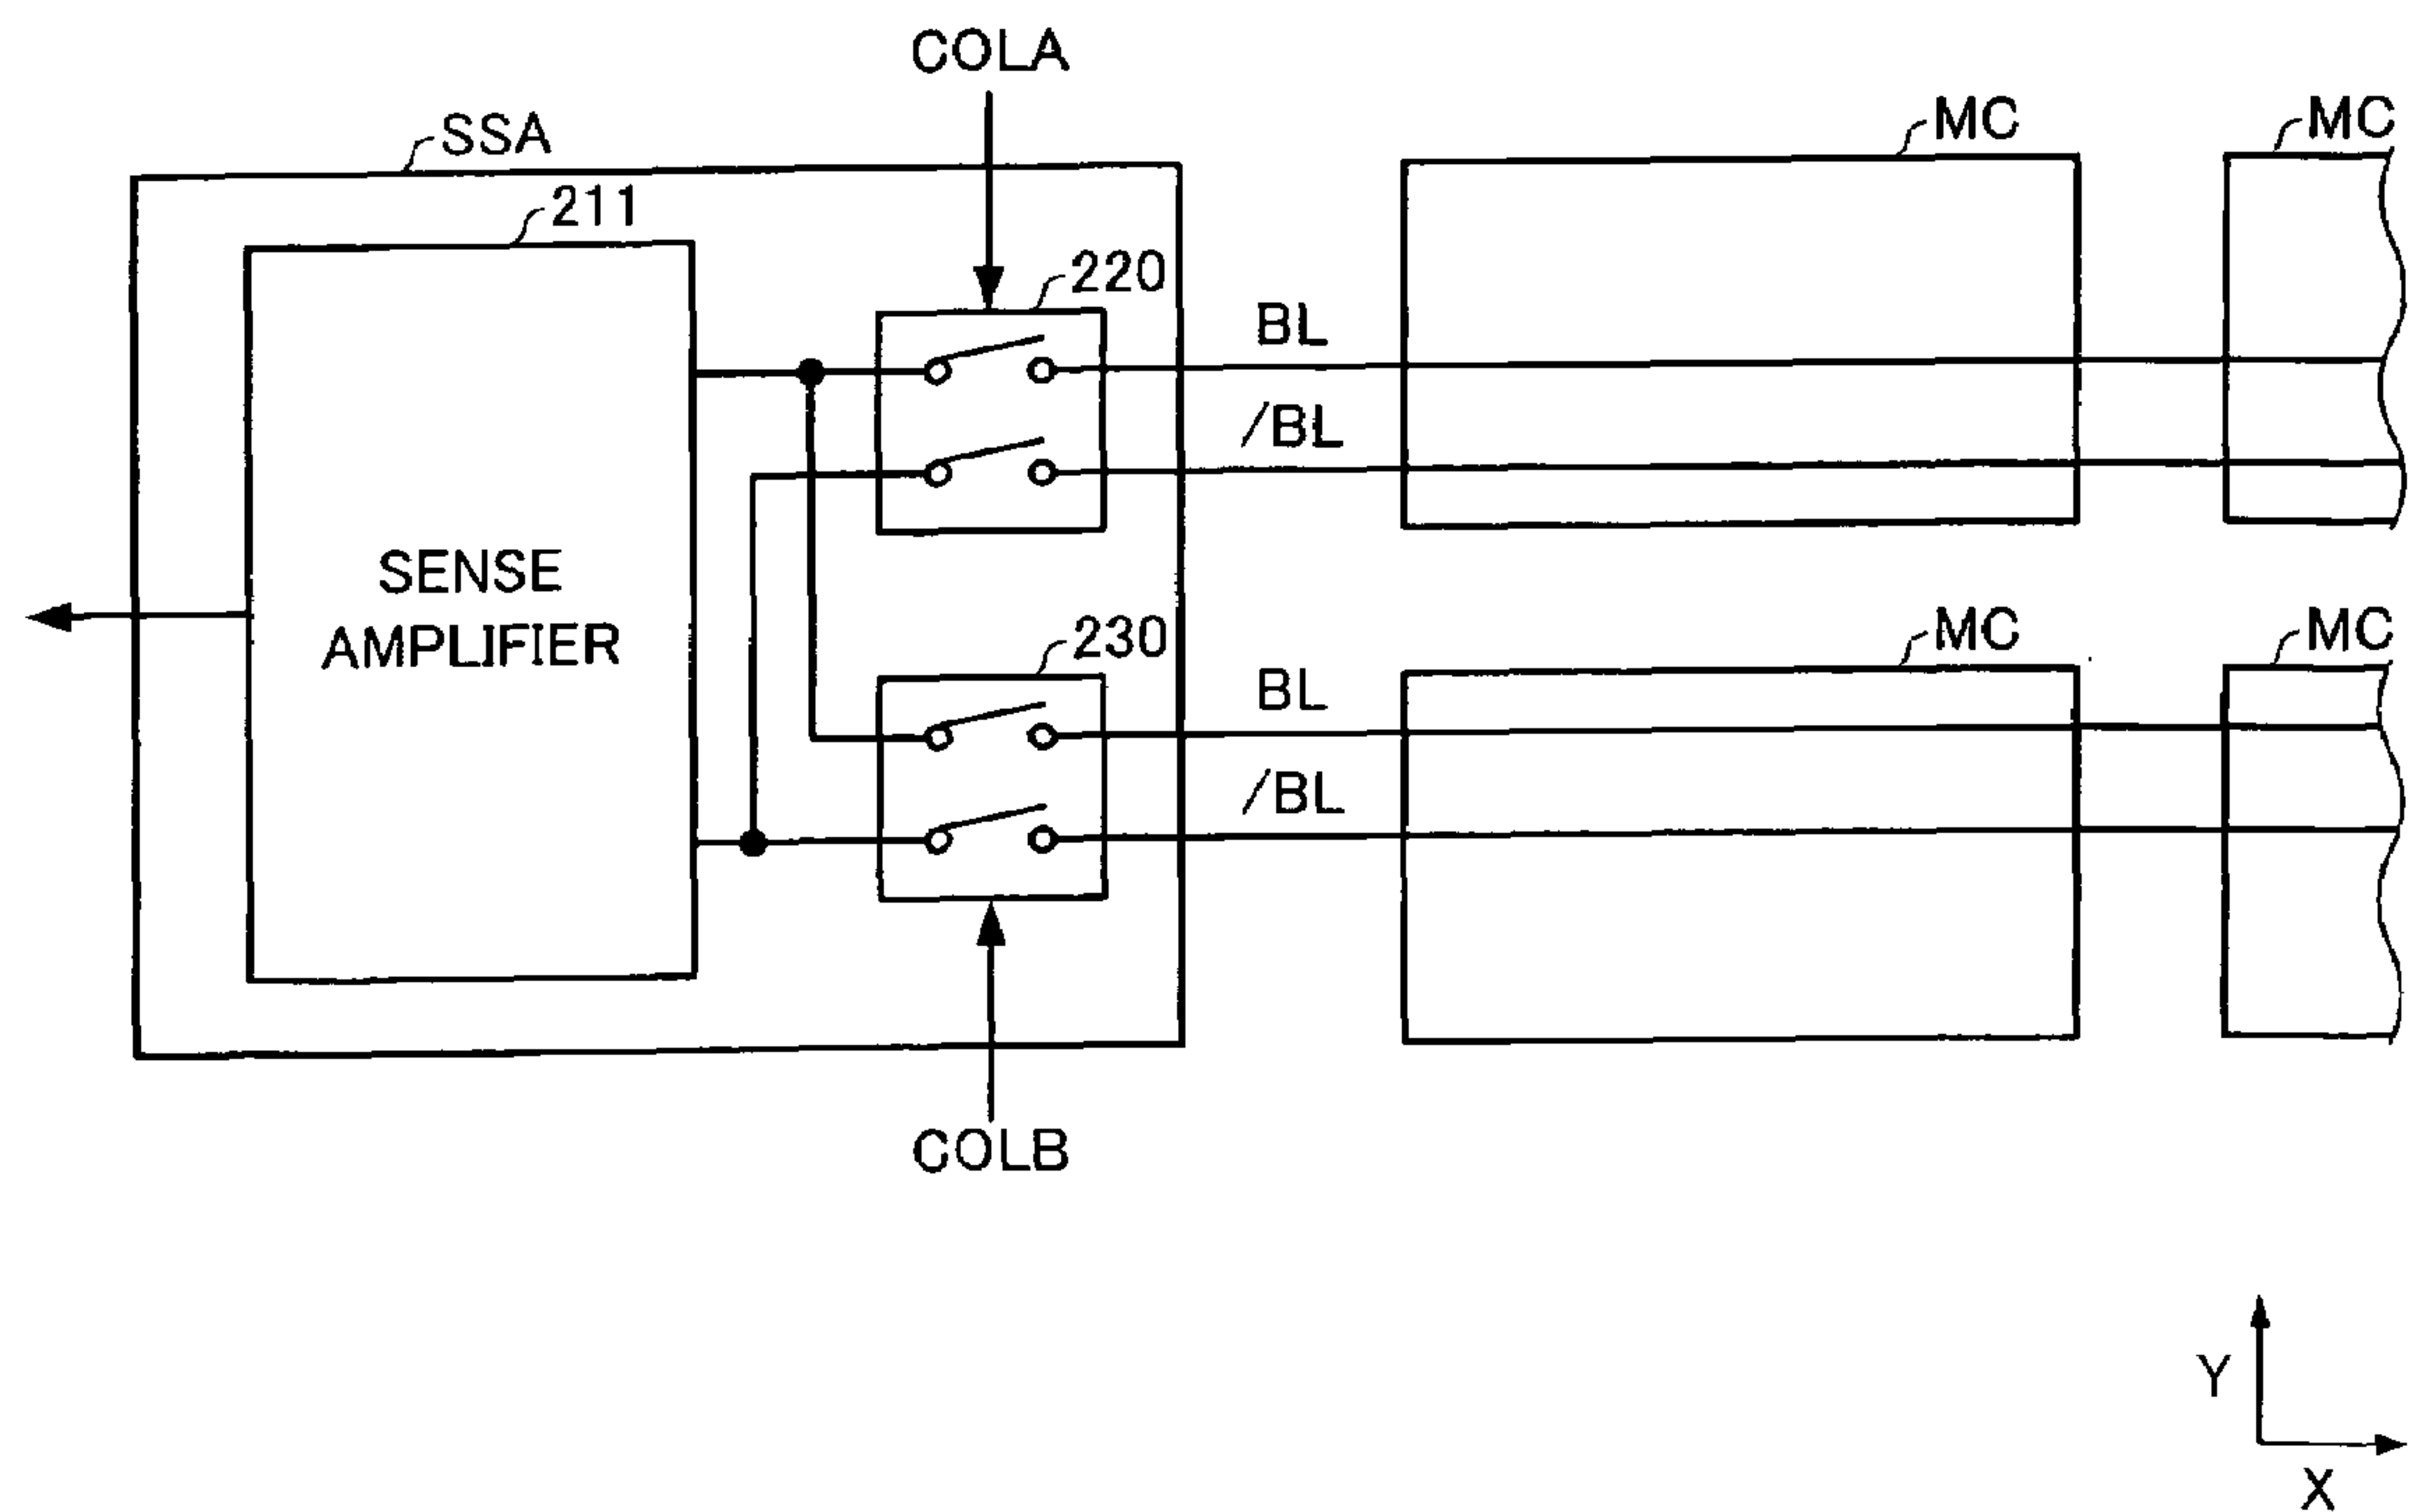 COLA
SSA
MC
MC
211
220
BL
/BL
SENSE
AMPLIFIER
230
MC
MC
BL
/BL
COLB
Y
X